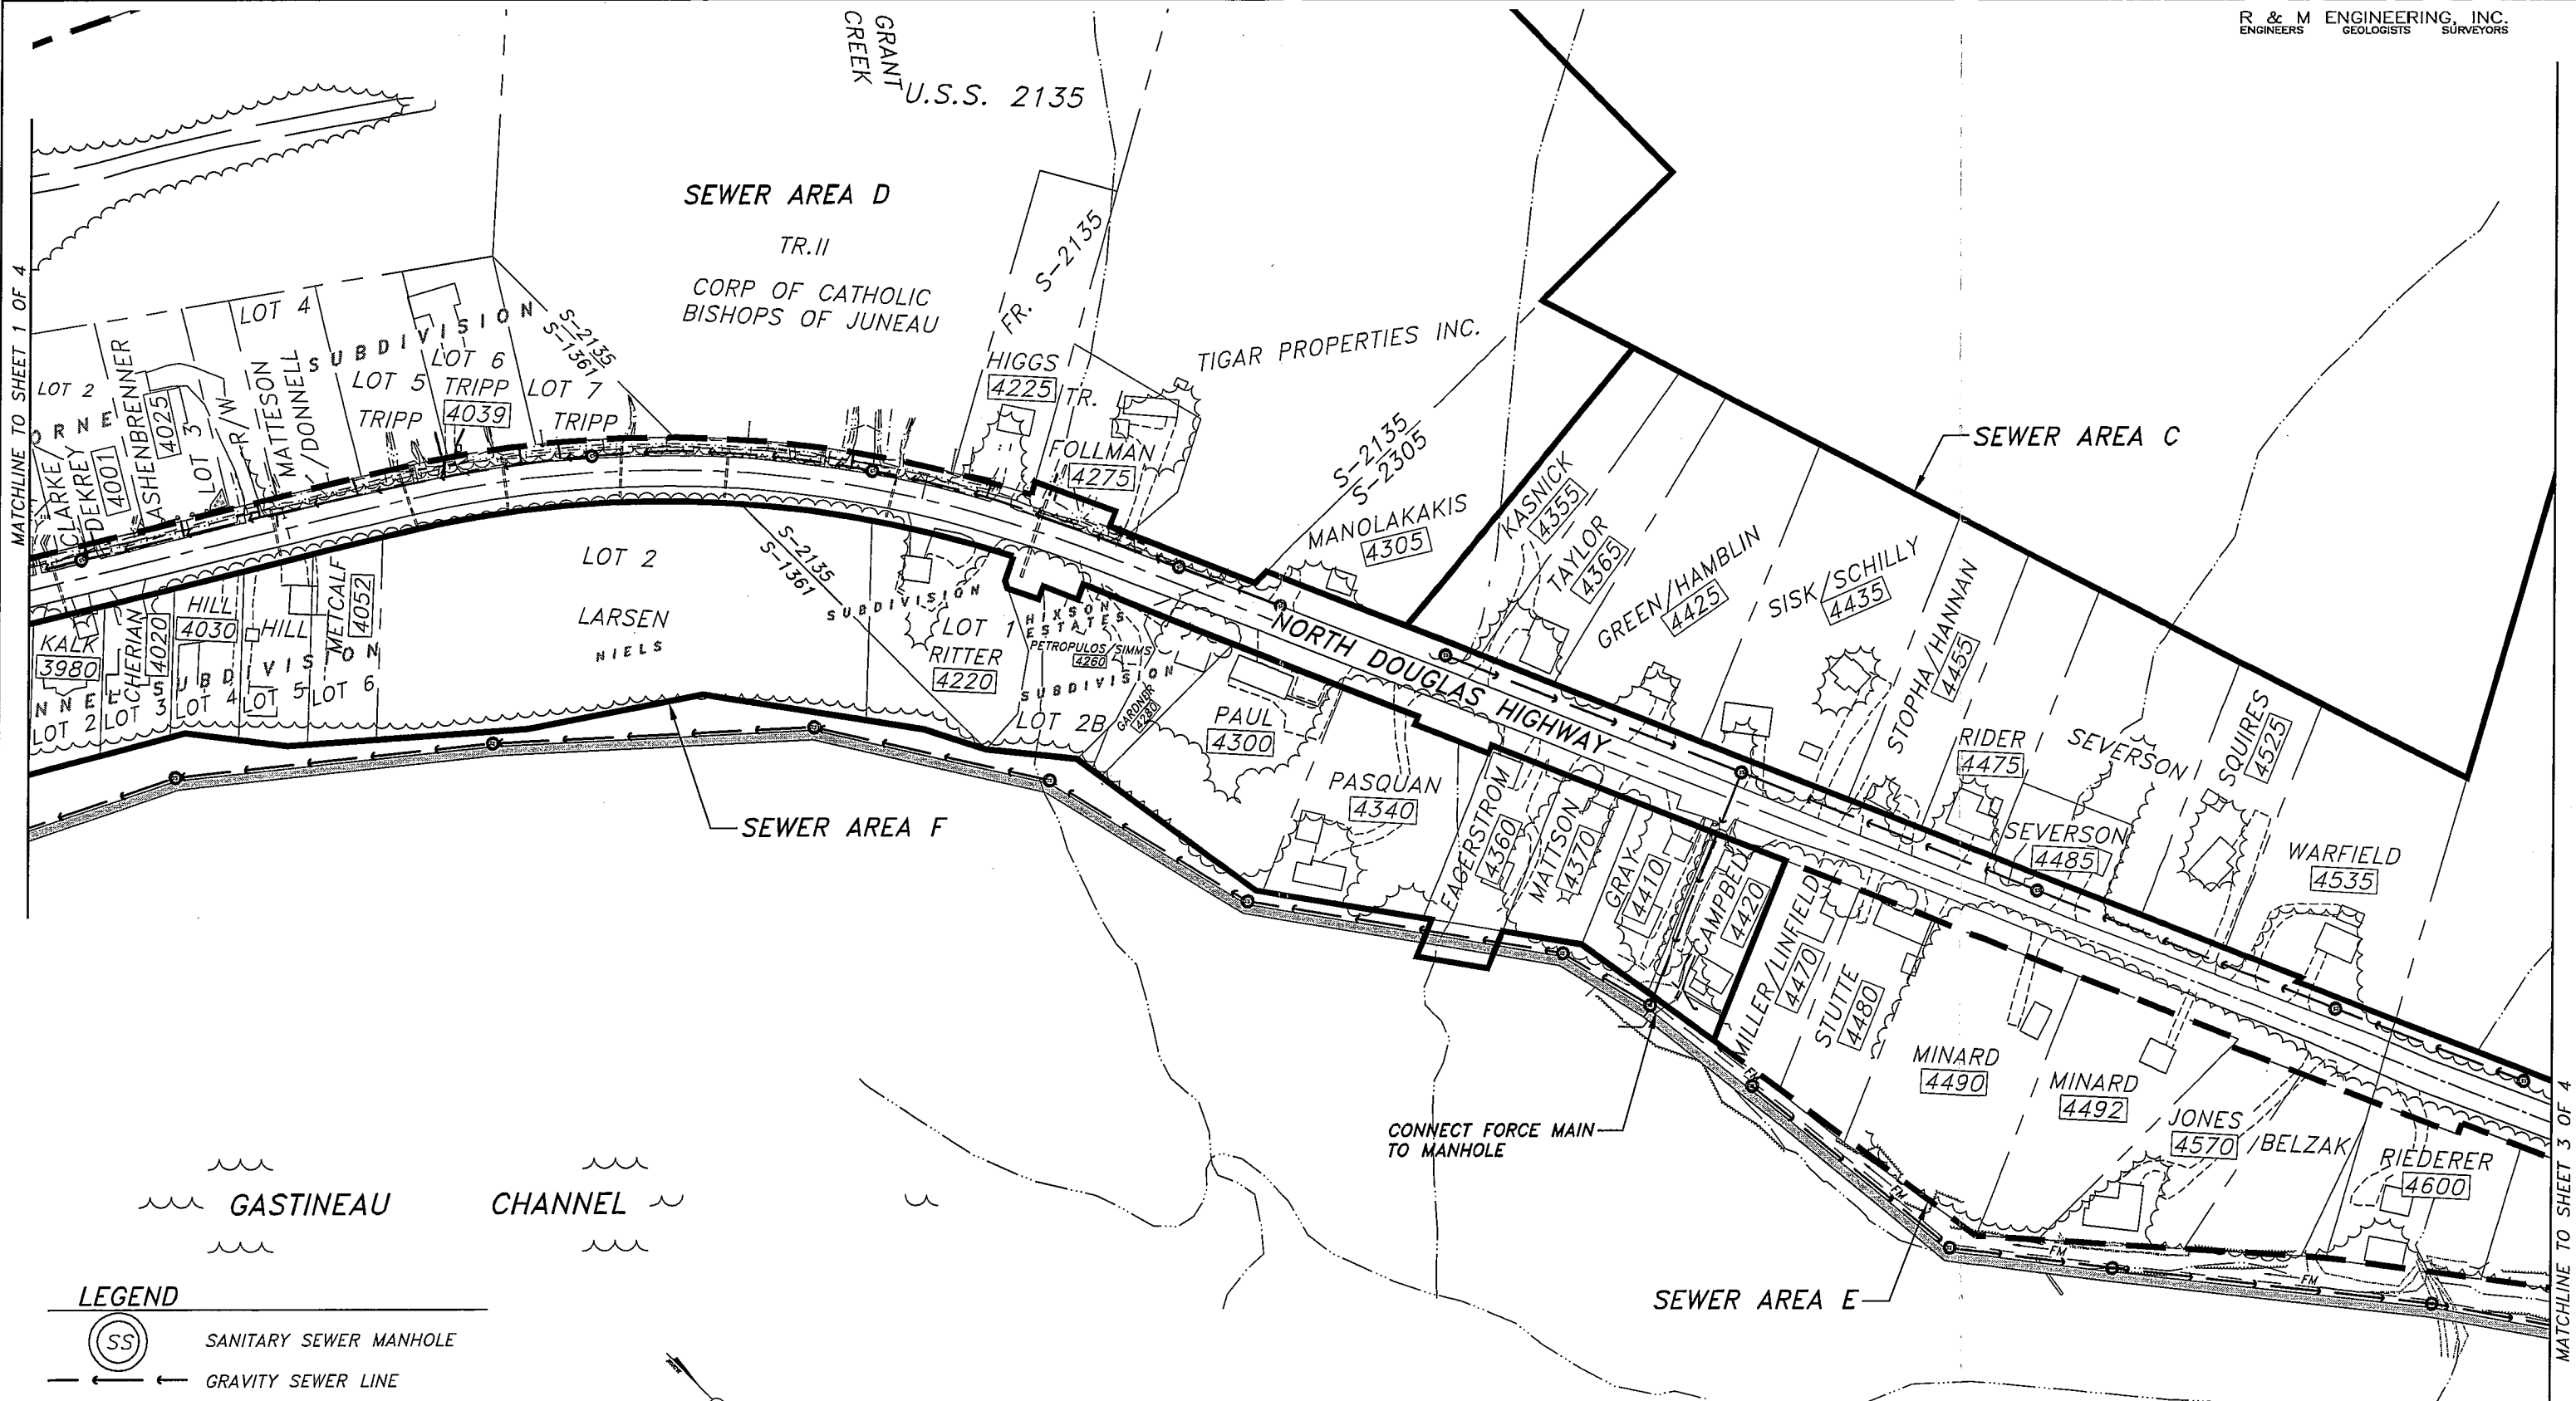 R & M ENGINEERING, INC.
ENGINEERS GEOLOGISTS SURVEYORS
GRANT
CREEK
U.S.S. 2135
MATCHLINE TO SHEET 1 OF 4
SEWER AREA D
TR.II
CORP OF CATHOLIC
BISHOPS OF JUNEAU
FR. S-2135
TR.
HIGGS
4225
FOLLMAN
4275
TIGAR PROPERTIES INC.
S-2135
S-2305
S-2135
S-1361
LOT 4
SUBDIVISION
LOT 2
ORNE
CLARKE/
DEKREY
4001
ASHENBRENNER
4025
LOT 3
R/W
MATTESON
/DONNELL
LOT 5
TRIPP
LOT 6
TRIPP
4039
LOT 7
TRIPP
SEWER AREA C
MANOLAKAKIS
4305
KASNICK
4355
TAYLOR
4365
GREEN/HAMBLIN
4425
SISK/SCHILLY
4435
STOPHA/HANNAN
4455
RIDER
4475
SEVERSON
SEVERSON
4485
SQUIRES
4525
WARFIELD
4535
NORTH DOUGLAS HIGHWAY
KALK
3980
LTCHERIAN
4020
HILL
4030
HILL
METCALF
4052
NNELL SUBDIVISION
LOT 2
LOT 3
LOT 4
LOT 5
LOT 6
LOT 2
LARSEN
NIELS
SUBDIVISION
S-2135
S-1361
LOT 1
RITTER
4220
HIXSON
ESTATES
PETROPULOS/SIMMS
4260
SUBDIVISION
LOT 2B
GARDNER
4280
PAUL
4300
PASQUAN
4340
EAGERSTROM
4360
MATTSON
4370
GRAY
4410
CAMPBELL
4420
MILLER/LINFIELD
4470
STUTTE
4480
MINARD
4490
MINARD
4492
JONES
4570
/BELZAK
RIEDERER
4600
SEWER AREA F
CONNECT FORCE MAIN
TO MANHOLE
FM
FM
FM
FM
SEWER AREA E
MATCHLINE TO SHEET 3 OF 4
GASTINEAU CHANNEL
LEGEND
SS SANITARY SEWER MANHOLE
GRAVITY SEWER LINE